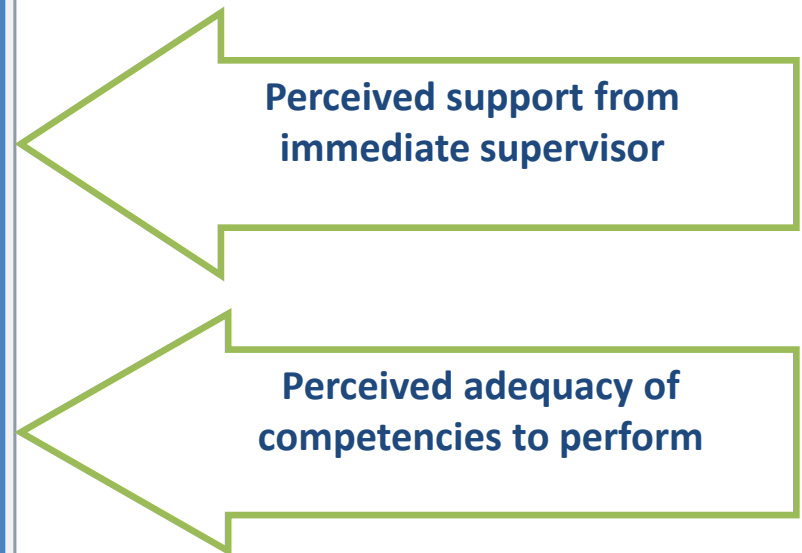 Perceived support from
immediate supervisor
Perceived adequacy of
competencies to perform